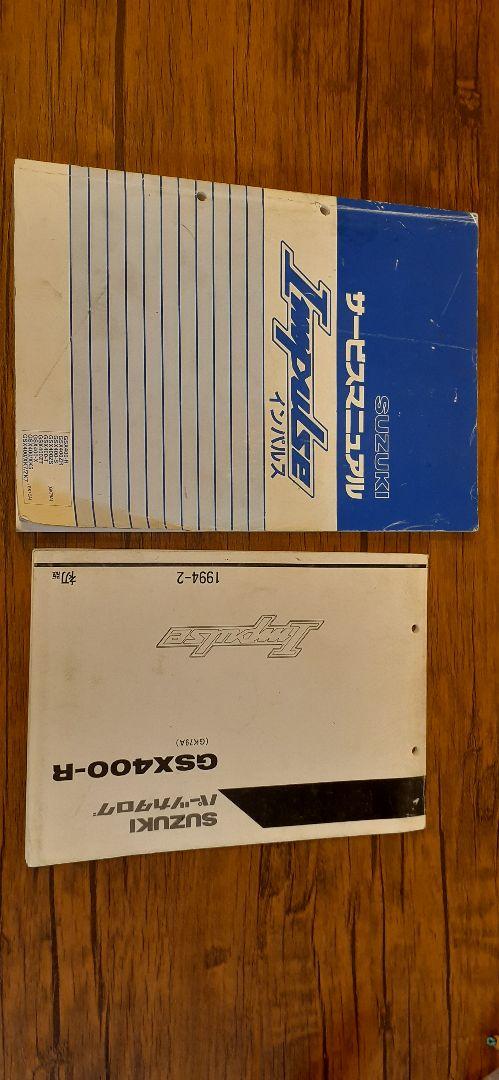 SUZUKI
サービスマニュアル
Impulse
インパルス
GSX400-R
SUZUKI
パーツカタログ
GSX400-R
(GK79A)
Impulse
1994-2
初版